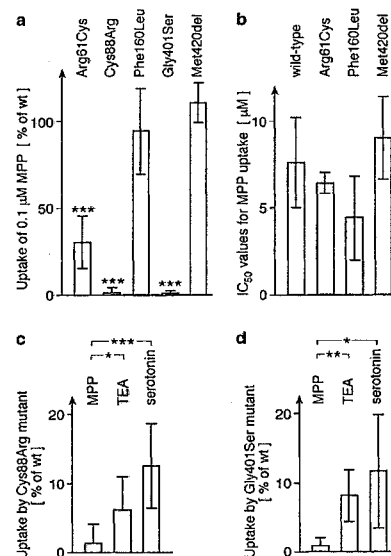 a
Arg61Cys
Cys88Arg
Phe160Leu
Gly401Ser
Met420del
Uptake of 0.1 μM MPP [ % of wt ]
100
50
0
***
***
***
b
wild-type
Arg61Cys
Phe160Leu
Met420del
IC50 values for MPP uptake [ μM ]
10
5
0
c
***
*
MPP
TEA
serotonin
Uptake by Cys88Arg mutant
[ % of wt ]
20
10
0
d
*
**
MPP
TEA
serotonin
Uptake by Gly401Ser mutant
[ % of wt ]
20
10
0